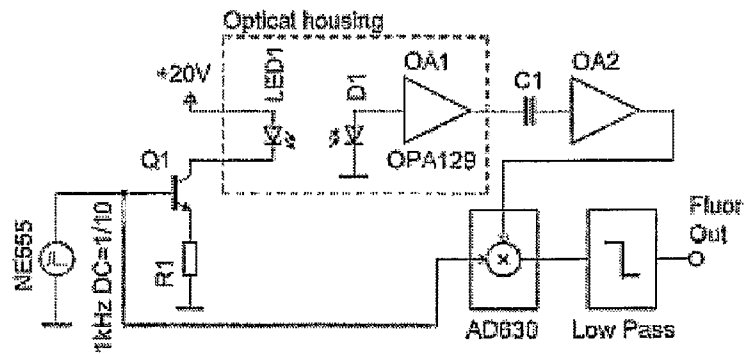 Optical housing
+20V
LED1
D1
OA1
OPA129
C1
OA2
Q1
NE555
1kHz DC=1/10
R1
AD630
Low Pass
Fluor
Out